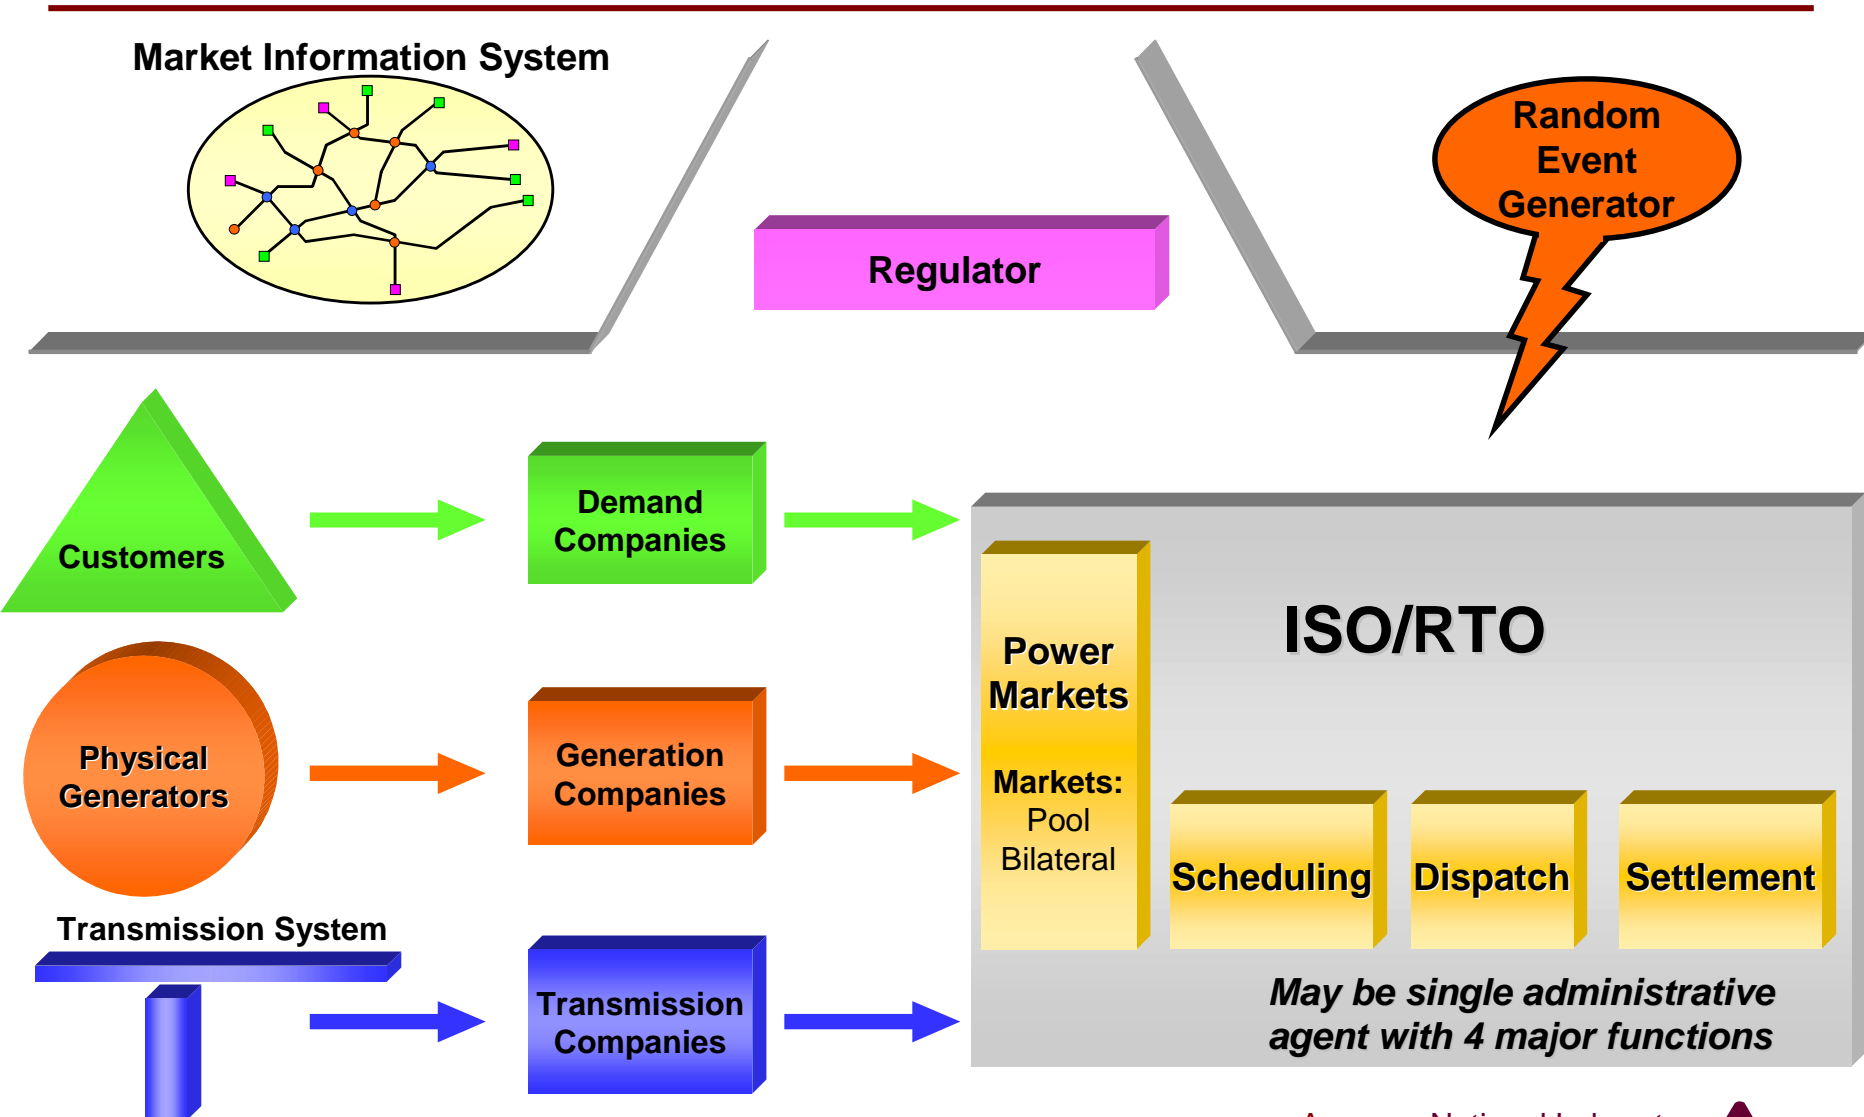 Market Information System
Random
Event
Generator
Regulator
Customers
Demand
Companies
ISO/RTO
Power
Markets
Markets:
Pool
Bilateral
Physical
Generators
Generation
Companies
Scheduling
Dispatch
Settlement
Transmission System
Transmission
Companies
May be single administrative
agent with 4 major functions